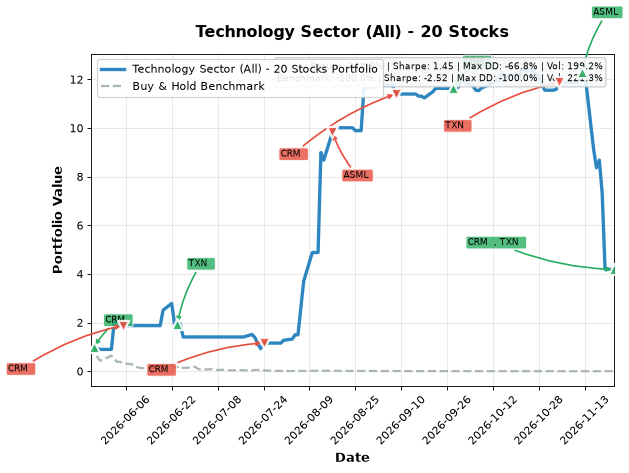 ASML
Technology Sector (All) - 20 Stocks
Technology Sector (All) - 20 Stocks Portfolio
Buy & Hold Benchmark
| Sharpe: 1.45 | Max DD: -66.8% | Vol: 199.2%
Sharpe: -2.52 | Max DD: -100.0% | Vol:
12
10
8
6
4
2
0
Portfolio Value
CRM
TXN
CRM
CRM
CRM
ASML
TXN
CRM , TXN
2026-06-06
2026-06-22
2026-07-08
2026-07-24
2026-08-09
2026-08-25
2026-09-10
2026-09-26
2026-10-12
2026-10-28
2026-11-13
Date